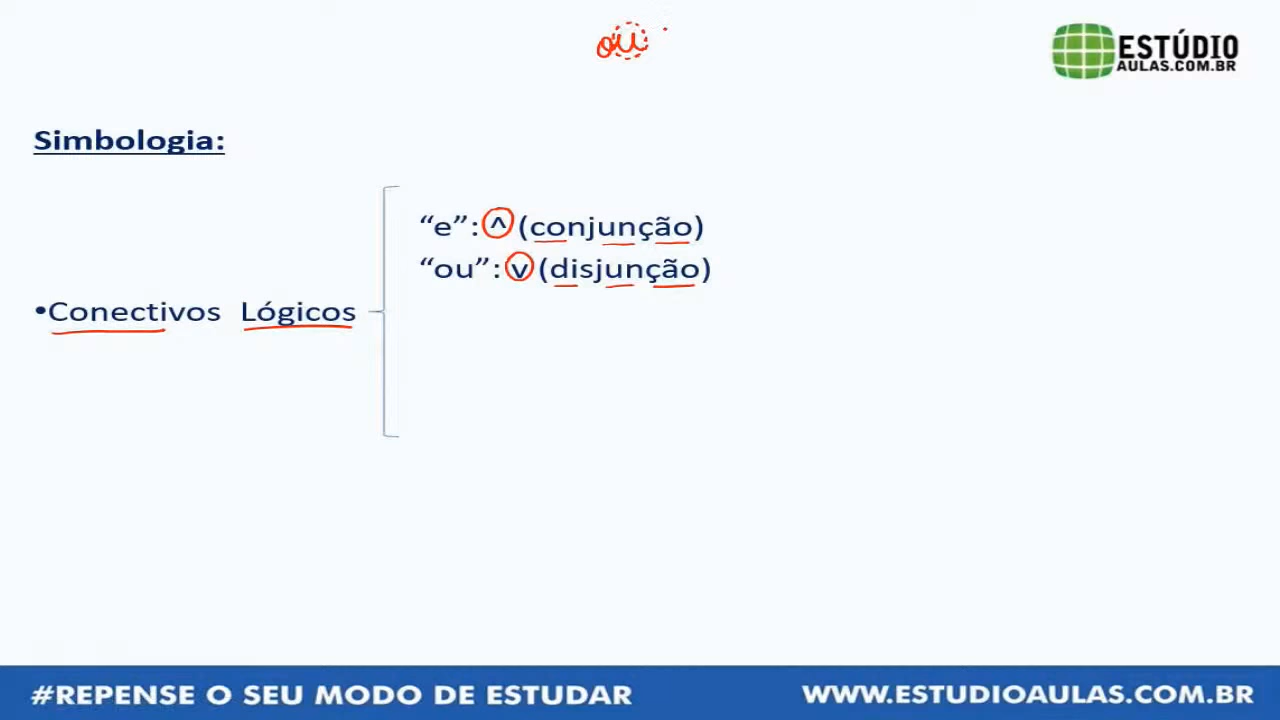 ou
ESTÚDIO
AULAS.COM.BR
Simbologia:
“e”: ^ (conjunção)
“ou”: v (disjunção)
•Conectivos Lógicos
#REPENSE O SEU MODO DE ESTUDAR
WWW.ESTUDIOAULAS.COM.BR